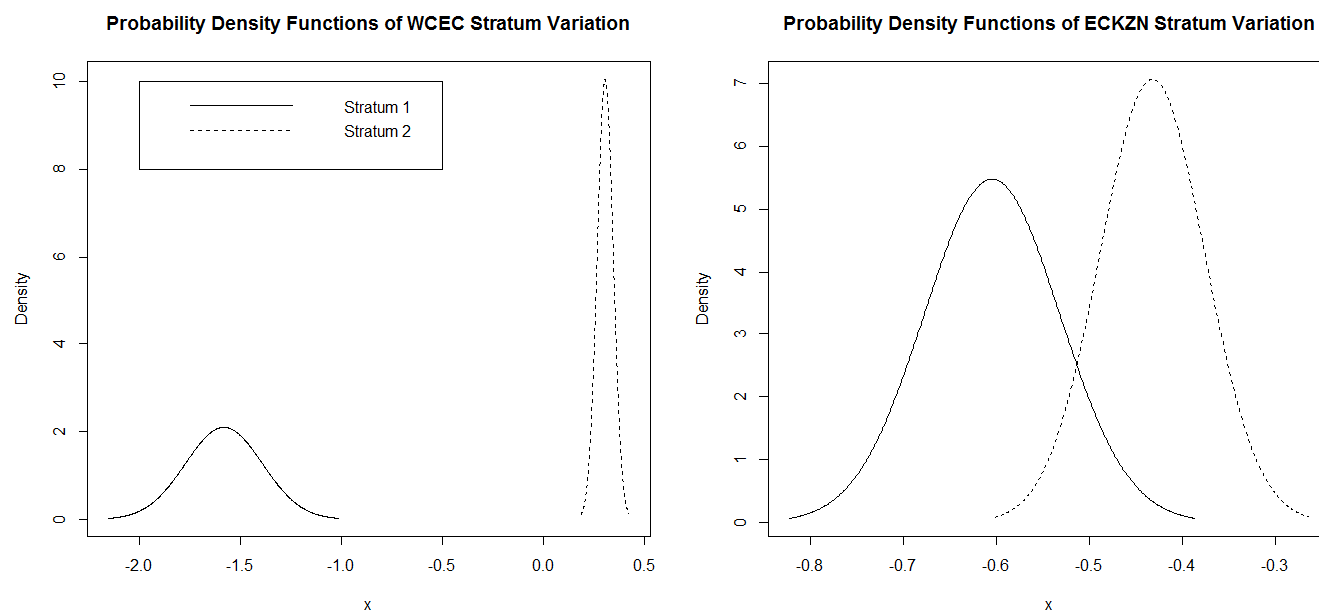 Probability Density Functions of WCEC Stratum Variation
Density
10
8
6
4
2
0
Stratum 1
Stratum 2
-2.0 -1.5 -1.0 -0.5 0.0 0.5
x
Probability Density Functions of ECKZN Stratum Variation
Density
7
6
5
4
3
2
1
0
-0.8 -0.7 -0.6 -0.5 -0.4 -0.3
x